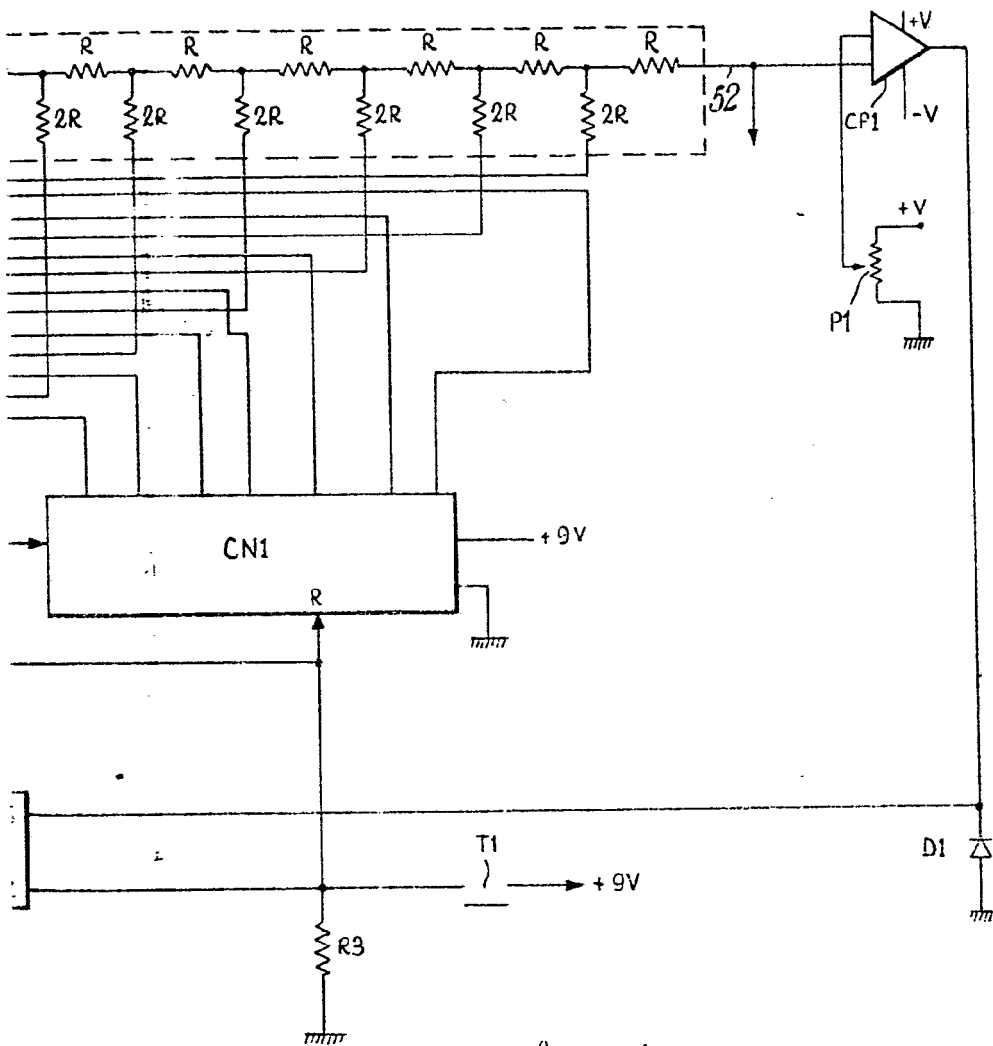 R R R R R R
2R 2R 2R 2R 2R 2R
52
+V
CP1
-V
+V
P1
CN1
+9V
R
T1
+9V
D1
R3